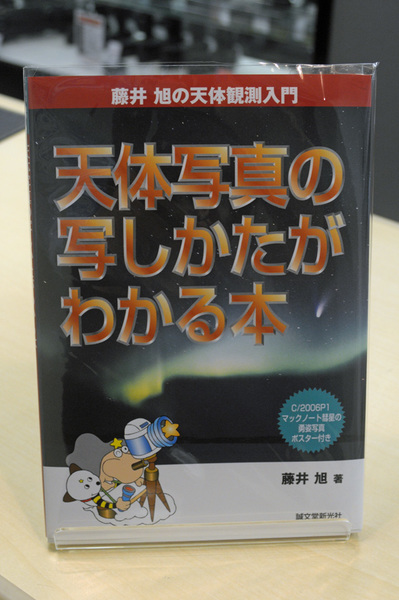 藤井 旭の天体観測入門
天体写真の
写しかたが
わかる本
C/2006P1
マックノート彗星の
勇姿写真
ポスター付き
藤井 旭 著
誠文堂新光社